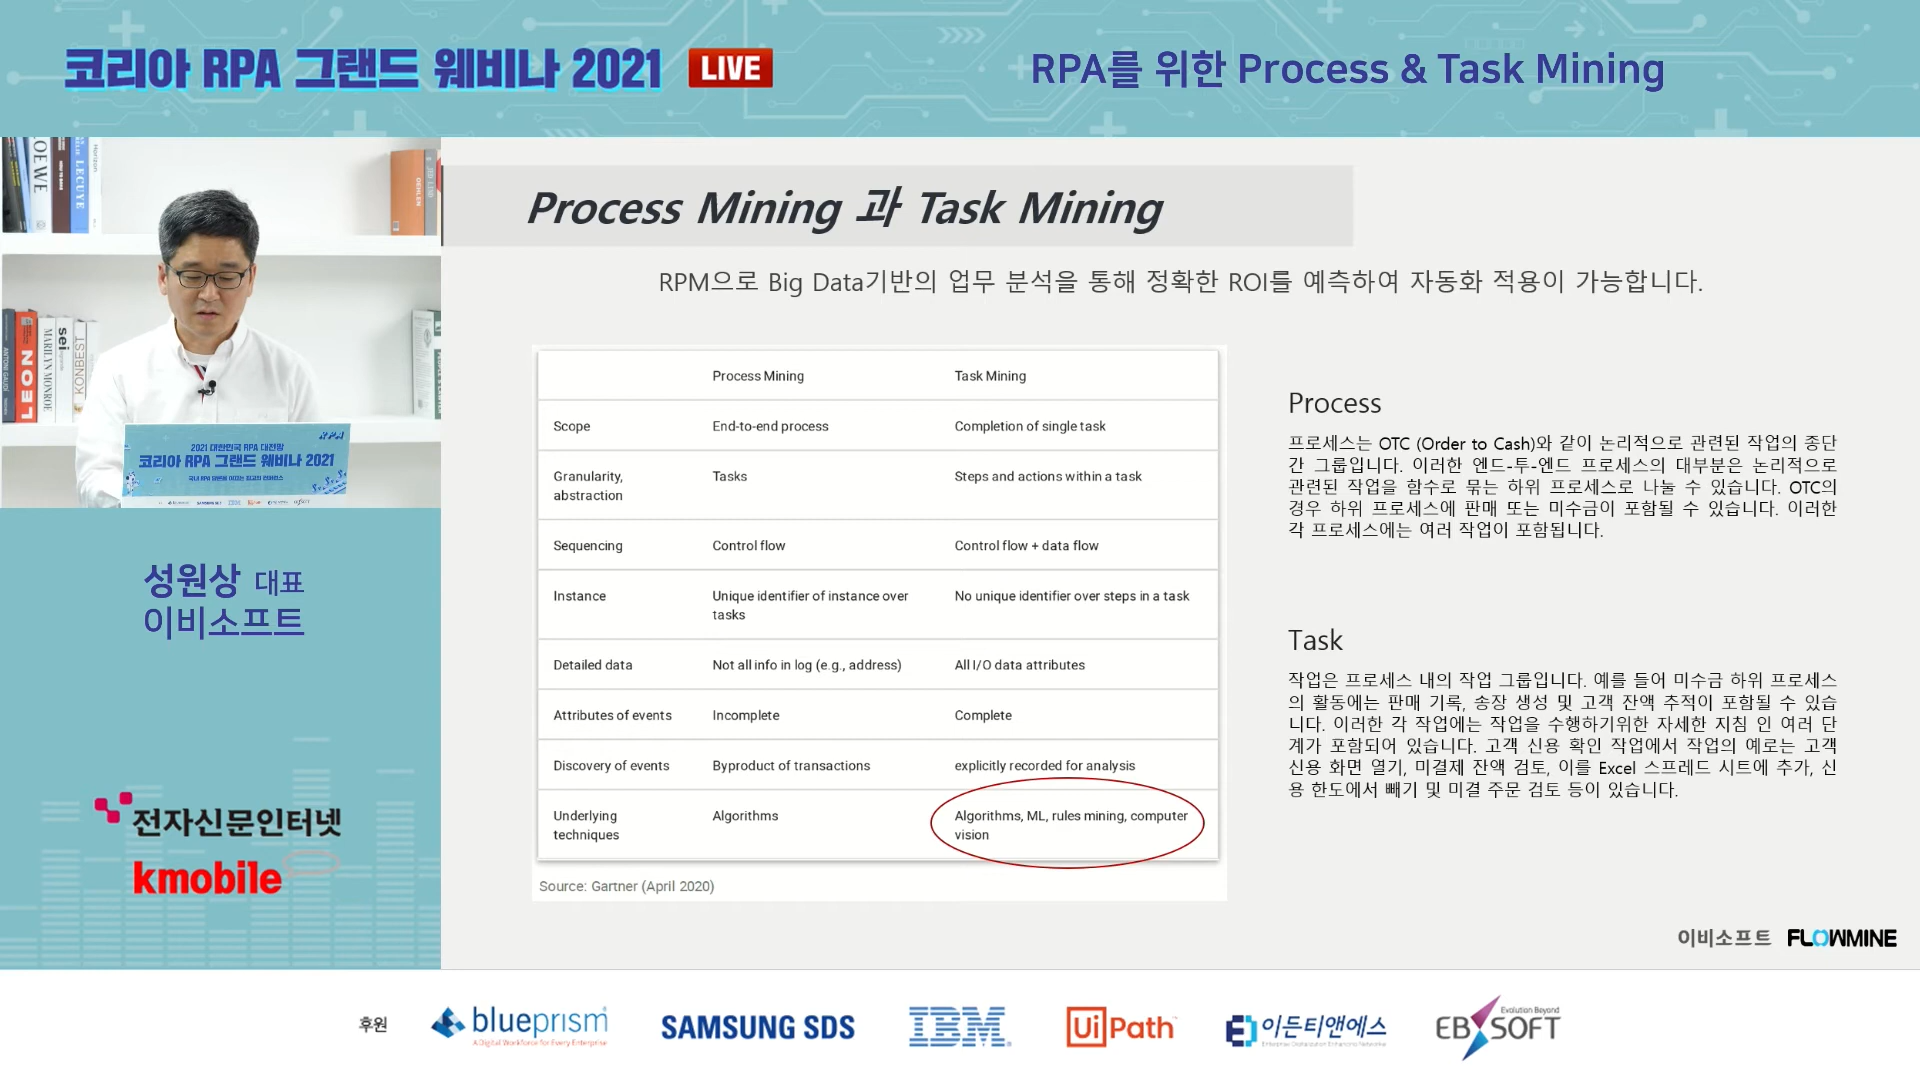 코리아 RPA 그랜드 웨비나 2021
LIVE
RPA를 위한 Process & Task Mining
LOEWE
LECUYE
Horizon
OEHLEN
ANTONI GAUDI
NOEL
MARILYN MONROE
sei
KONBEST
2021 대한민국 RPA 대전망
코리아 RPA 그랜드 웨비나 2021
성원상 대표
이비소프트
전자신문인터넷
kmobile
Process Mining 과 Task Mining
RPM으로 Big Data기반의 업무 분석을 통해 정확한 ROI를 예측하여 자동화 적용이 가능합니다.
Process Mining Task Mining
Scope End-to-end process Completion of single task
Granularity, Tasks Steps and actions within a task
abstraction
Sequencing Control flow Control flow + data flow
Instance Unique identifier of instance over No unique identifier over steps in a task
tasks
Detailed data Not all info in log (e.g., address) All I/O data attributes
Attributes of events Incomplete Complete
Discovery of events Byproduct of transactions explicitly recorded for analysis
Underlying Algorithms Algorithms, ML, rules mining, computer
techniques vision
Source: Gartner (April 2020)
Process
프로세스는 OTC (Order to Cash)와 같이 논리적으로 관련된 작업의 종단
간 그룹입니다. 이러한 엔드-투-엔드 프로세스의 대부분은 논리적으로
관련된 작업을 함수로 묶는 하위 프로세스로 나눌 수 있습니다. OTC의
경우 하위 프로세스에 판매 또는 미수금이 포함될 수 있습니다. 이러한
각 프로세스에는 여러 작업이 포함됩니다.
Task
작업은 프로세스 내의 작업 그룹입니다. 예를 들어 미수금 하위 프로세스
의 활동에는 판매 기록, 송장 생성 및 고객 잔액 추적이 포함될 수 있습
니다. 이러한 각 작업에는 작업을 수행하기위한 자세한 지침 인 여러 단
계가 포함되어 있습니다. 고객 신용 확인 작업에서 작업의 예로는 고객
신용 화면 열기, 미결제 잔액 검토, 이를 Excel 스프레드 시트에 추가, 신
용 한도에서 빼기 및 미결 주문 검토 등이 있습니다.
이비소프트 FLOWMINE
후원
blueprism
A Digital Workforce for Every Enterprise
SAMSUNG SDS
IBM
UiPath
이든티앤에스
Enterprise Digitalization Enhancing Networks
Evolution Beyond
EBSOFT